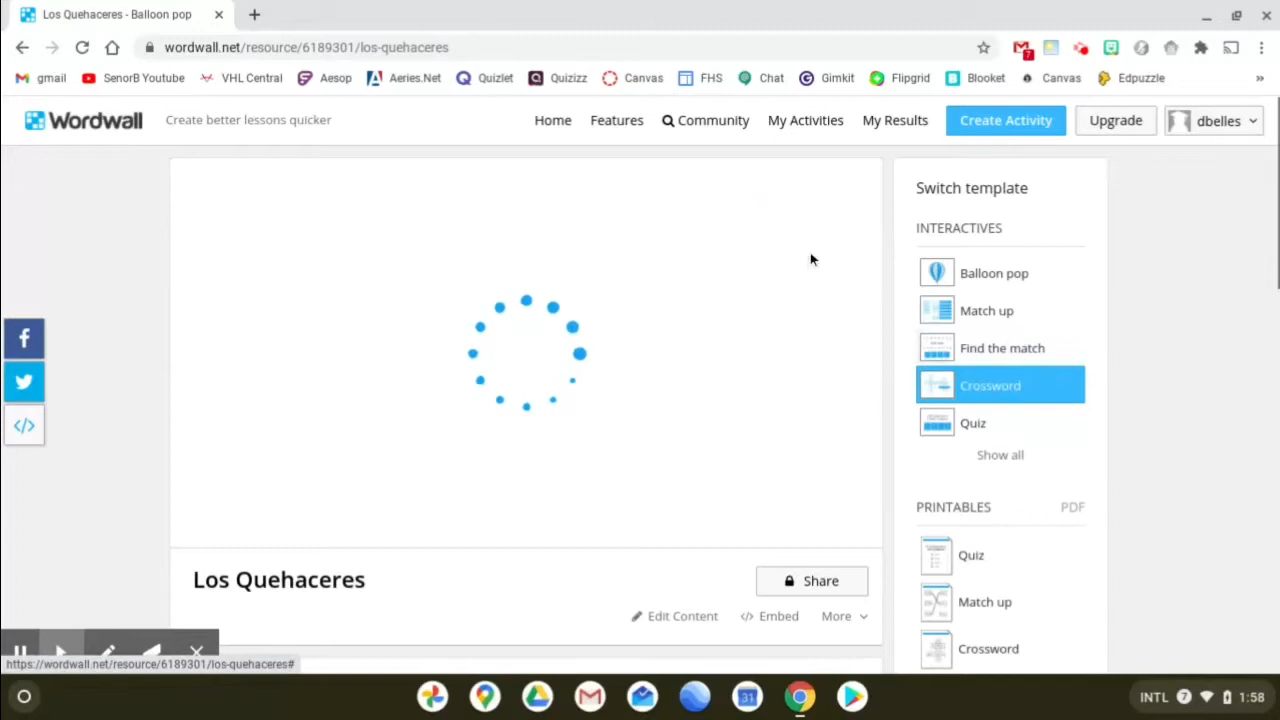 Los Quehaceres - Balloon pop
wordwall.net/resource/6189301/los-quehaceres
7
gmail SenorB Youtube VHL Central Aesop Aeries.Net Quizlet Quizizz Canvas FHS Chat Gimkit Flipgrid Blooket Canvas Edpuzzle »
Wordwall Create better lessons quicker Home Features Community My Activities My Results Create Activity Upgrade dbelles
Switch template
INTERACTIVES
Balloon pop
Match up
Find the match
Crossword
Quiz
Show all
PRINTABLES PDF
Quiz
Match up
Crossword
Los Quehaceres Share
Edit Content </> Embed More
f
</>
https://wordwall.net/resource/6189301/los-quehaceres#
31
INTL 7 1:58